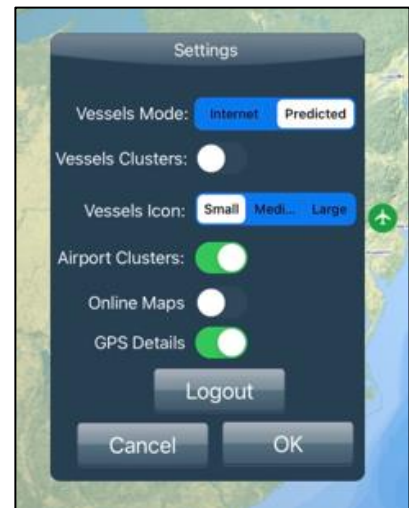 Settings
Vessels Mode: Internet Predicted
Vessels Clusters:
Vessels Icon: Small Medi... Large
Airport Clusters:
Online Maps
GPS Details
Logout
Cancel OK